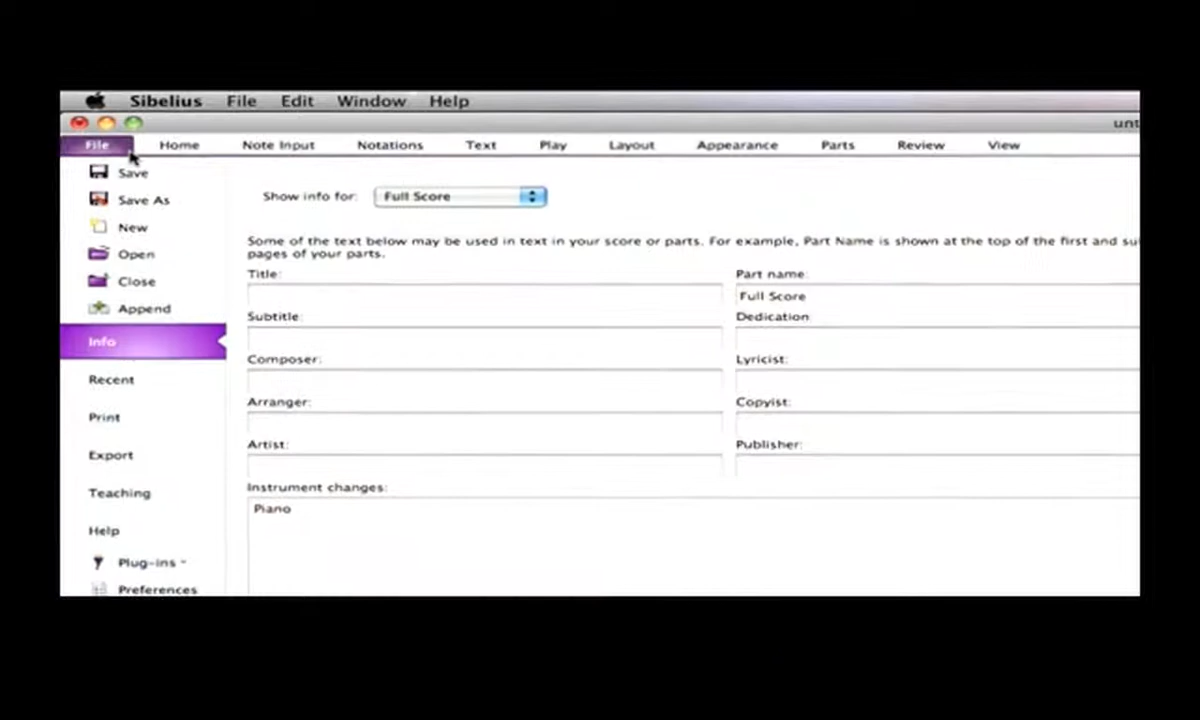 Sibelius File Edit Window Help
unt
File Home Note Input Notations Text Play Layout Appearance Parts Review View
Save
Save As
New
Open
Close
Append
Info
Recent
Print
Export
Teaching
Help
Plug-ins
Preferences
Show info for: Full Score
Some of the text below may be used in text in your score or parts. For example, Part Name is shown at the top of the first and su
pages of your parts.
Title: Part name:
Full Score
Subtitle: Dedication:
Composer: Lyricist:
Arranger: Copyist:
Artist: Publisher:
Instrument changes:
Piano